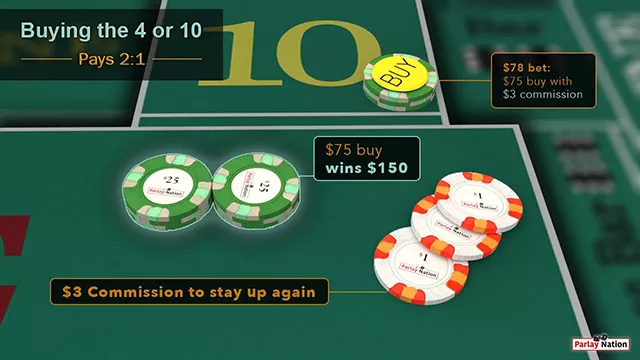 Buying the 4 or 10
Pays 2:1
10
BUY
$78 bet:
$75 buy with
$3 commission
$75 buy
wins $150
$25
Parlay Nation
$25
Parlay Nation
$1
Parlay Nation
$1
Parlay Nation
$1
Parlay Nation
$3 Commission to stay up again
Parlay Nation